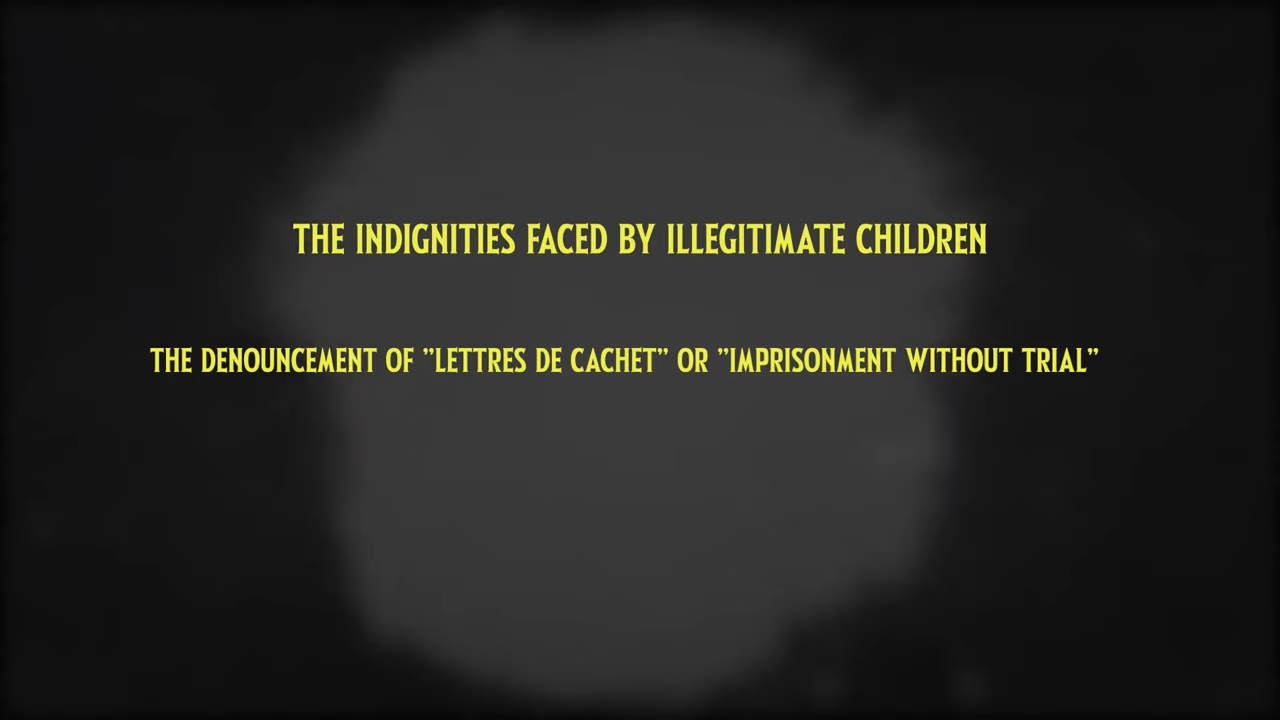 THE INDIGNITIES FACED BY ILLEGITIMATE CHILDREN
THE DENOUNCEMENT OF ”LETTRES DE CACHET” OR ”IMPRISONMENT WITHOUT TRIAL”